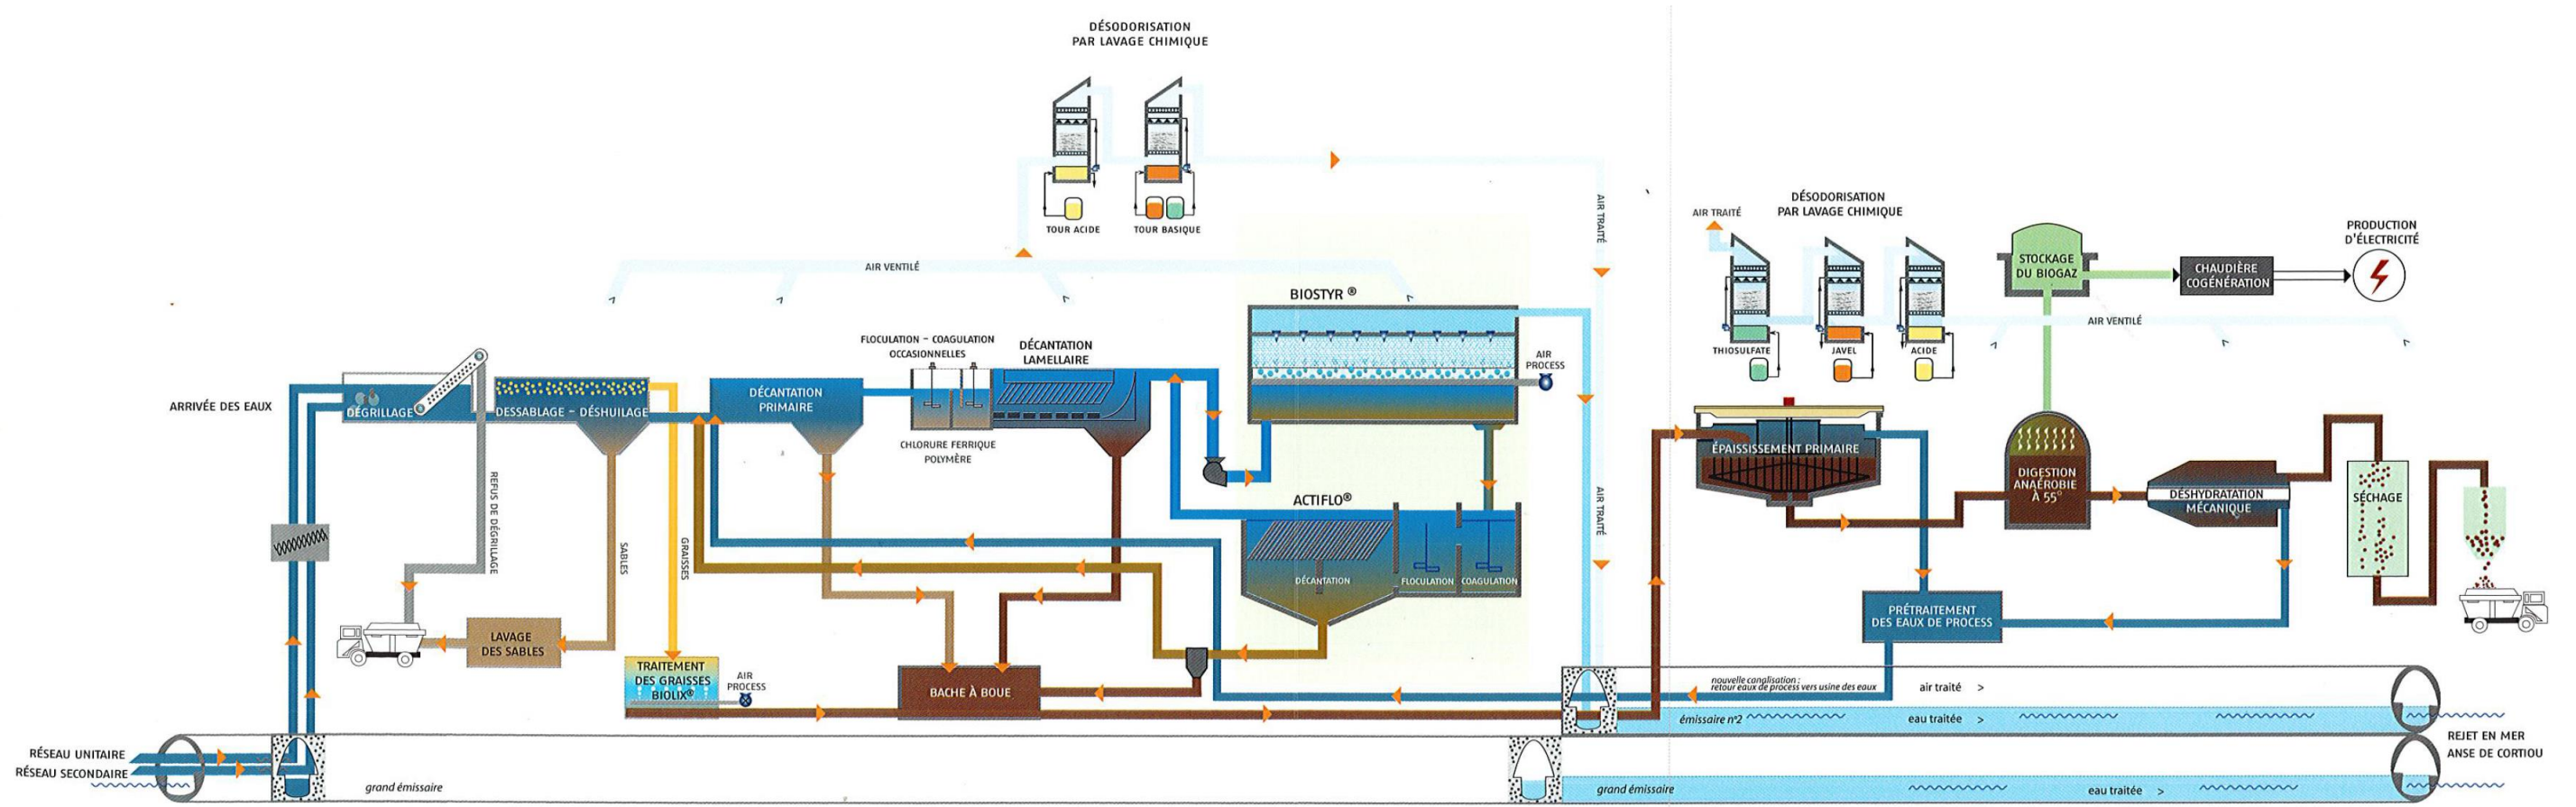 DÉSODORISATION
PAR LAVAGE CHIMIQUE
TOUR ACIDE
TOUR BASIQUE
AIR VENTILÉ
AIR TRAITÉ
AIR TRAITÉ
DÉSODORISATION
PAR LAVAGE CHIMIQUE
AIR TRAITÉ
THIOSULFATE
JAVEL
ACIDE
AIR VENTILÉ
STOCKAGE
DU BIOGAZ
CHAUDIÈRE
COGÉNÉRATION
PRODUCTION
D'ÉLECTRICITÉ
ARRIVÉE DES EAUX
DÉGRILLAGE
DESSABLAGE – DÉSHUILAGE
DÉCANTATION
PRIMAIRE
FLOCULATION – COAGULATION
OCCASIONNELLES
CHLORURE FERRIQUE
POLYMÈRE
DÉCANTATION
LAMELLAIRE
BIOSTYR ®
AIR
PROCESS
ACTIFLO®
DÉCANTATION
FLOCULATION
COAGULATION
REFUS DE DÉGRILLAGE
SABLES
GRAISSES
LAVAGE
DES SABLES
TRAITEMENT
DES GRAISSES
BIOLIX®
AIR
PROCESS
BACHE À BOUE
ÉPAISSISSEMENT PRIMAIRE
DIGESTION
ANAÉROBIE
À 55°
DÉSHYDRATATION
MÉCANIQUE
SÉCHAGE
PRÉTRAITEMENT
DES EAUX DE PROCESS
nouvelle canalisation :
retour eaux de process vers usine des eaux
air traité >
émissaire n°2
eau traitée >
RÉSEAU UNITAIRE
RÉSEAU SECONDAIRE
grand émissaire
grand émissaire
eau traitée >
REJET EN MER
ANSE DE CORTIOU